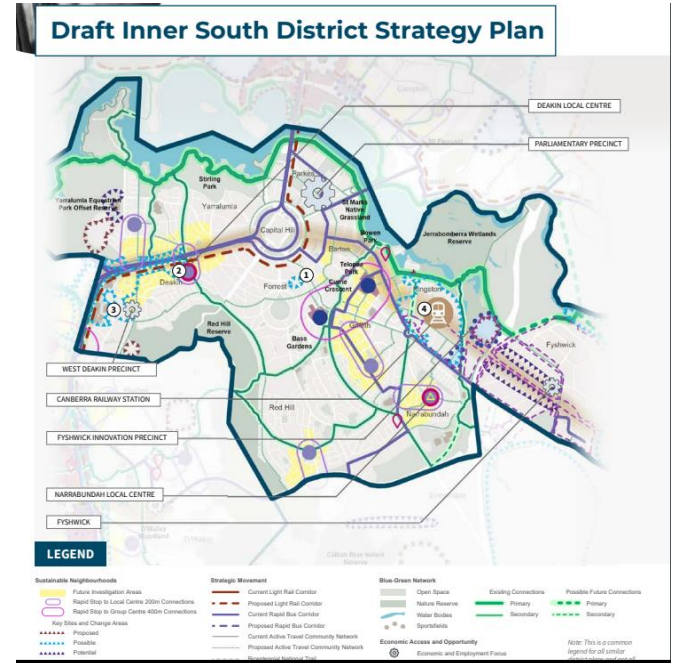 Draft Inner South District Strategy Plan
DEAKIN LOCAL CENTRE
PARLIAMENTARY PRECINCT
Parkes
Stirling
Park
Yarralumla Equestrian
Park Offset Reserve
Yarralumla
St Marks
Native
Grassland
Capital Hill
Bowen
Park
Jerrabomberra Wetlands
Reserve
Barton
Telopea
Park
2
Deakin
1
Forrest
Kingston
4
3
Red Hill
Reserve
Bass
Gardens
Griffith
Fyshwick
WEST DEAKIN PRECINCT
CANBERRA RAILWAY STATION
Red Hill
Narrabundah
FYSHWICK INNOVATION PRECINCT
NARRABUNDAH LOCAL CENTRE
FYSHWICK
LEGEND
Sustainable Neighbourhoods
Future Investigation Areas
Rapid Stop to Local Centre 200m Connections
Rapid Stop to Group Centre 400m Connections
Key Sites and Change Areas
Proposed
Possible
Potential
Strategic Movement
Current Light Rail Corridor
Proposed Light Rail Corridor
Current Rapid Bus Corridor
Proposed Rapid Bus Corridor
Current Active Travel Community Network
Proposed Active Travel Community Network
Bicentennial National Trail
Blue-Green Network
Open Space
Nature Reserve
Water Bodies
Sportsfields
Existing Connections
Primary
Secondary
Possible Future Connections
Primary
Secondary
Economic Access and Opportunity
Economic and Employment Focus
Note: This is a common
legend for all similar